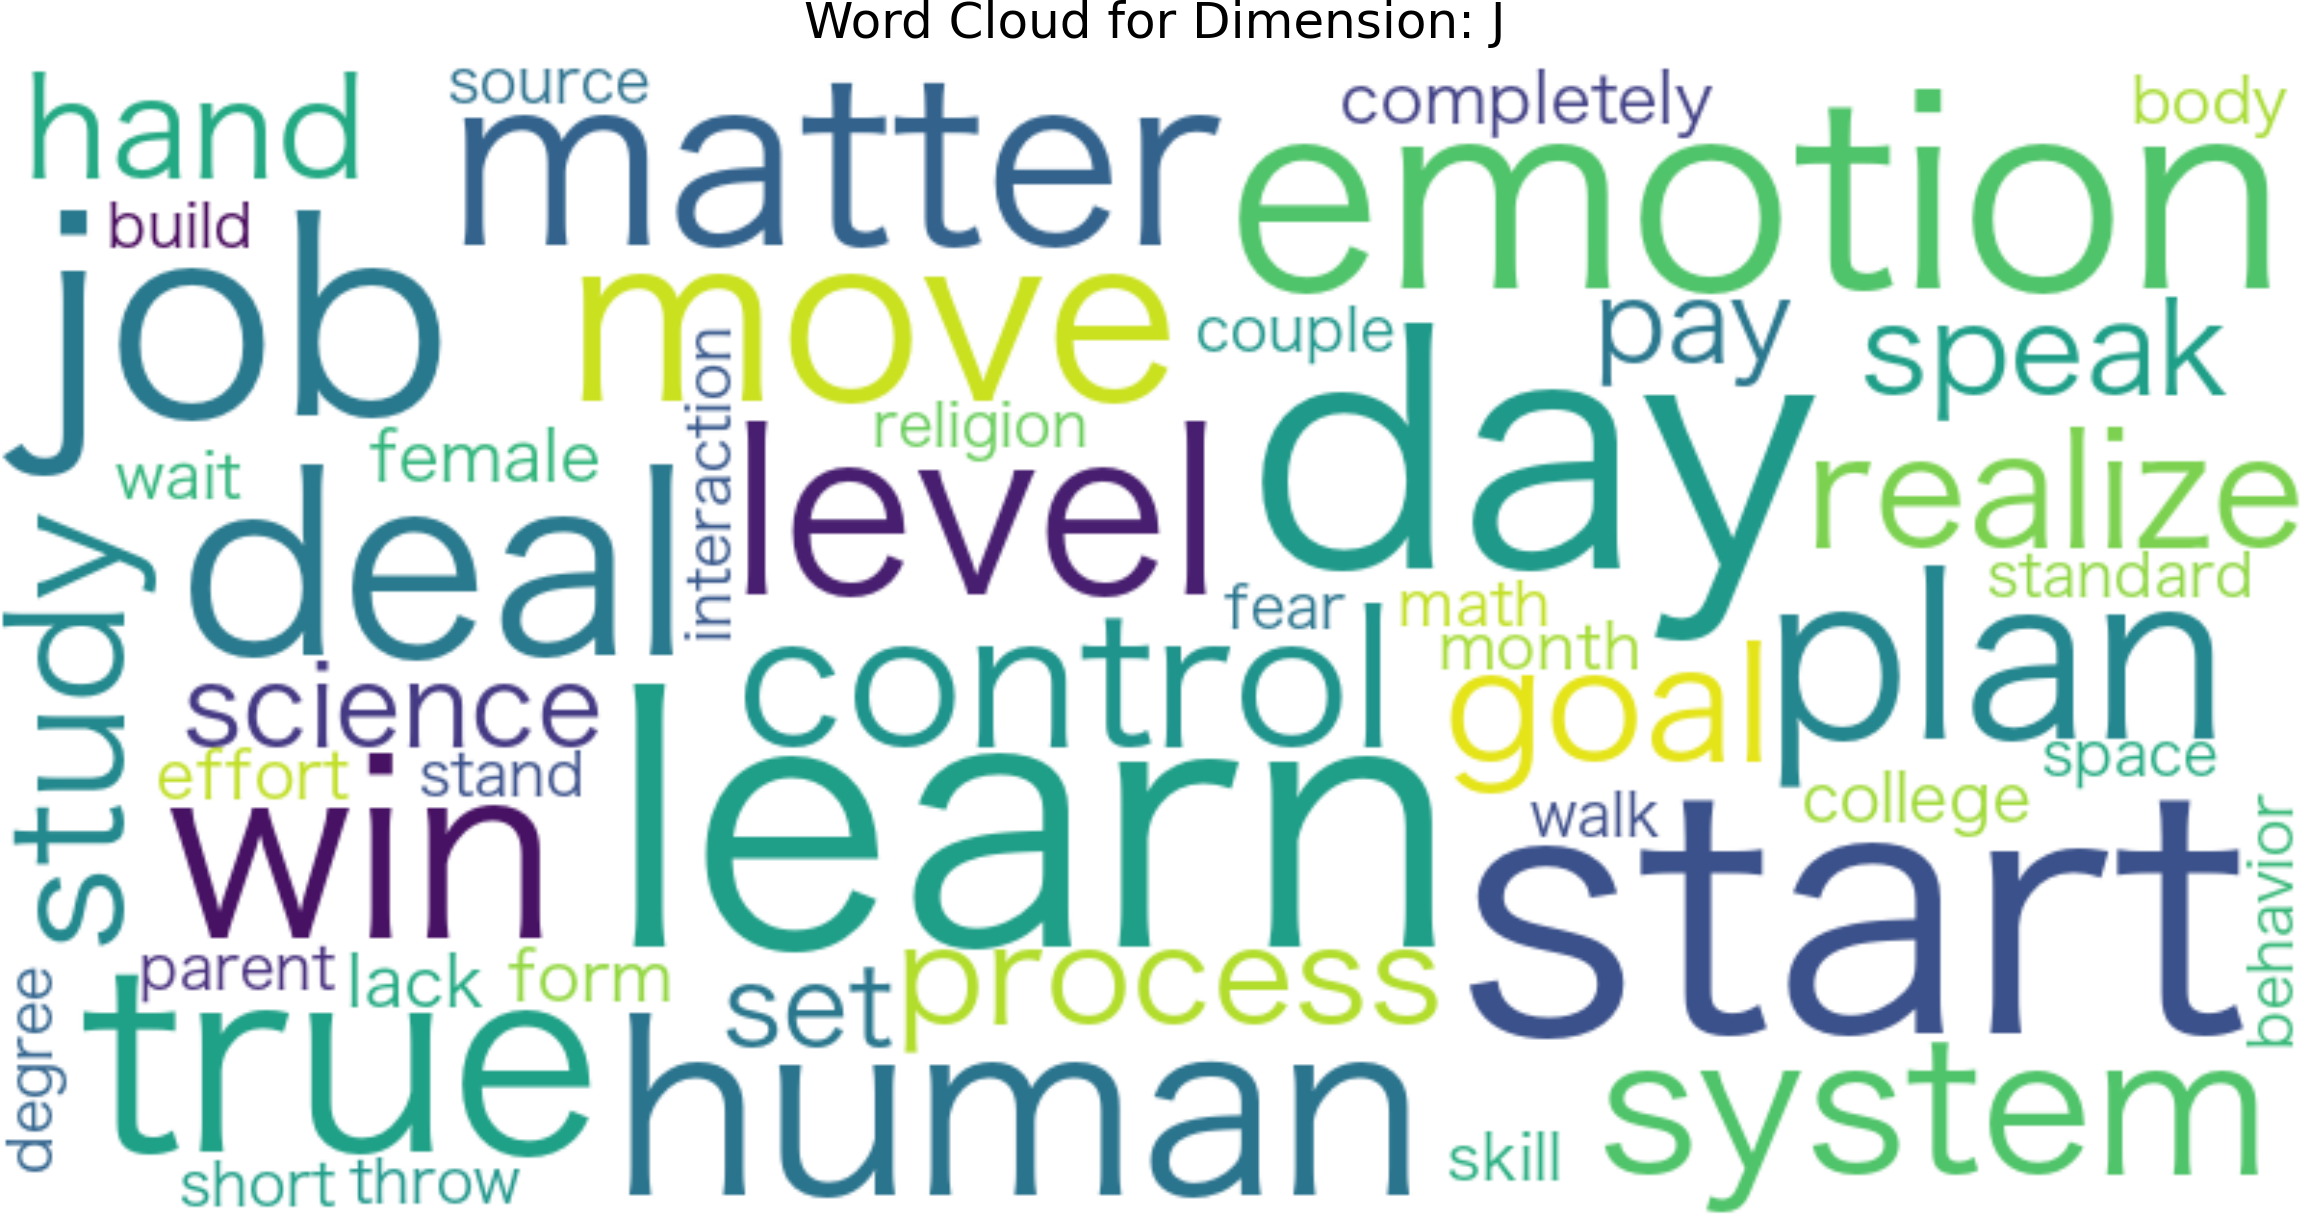 Word Cloud for Dimension: J
hand
source
matter
completely
emotion
body
build
job
move
couple
pay
speak
interaction
religion
day
wait
female
level
realize
study
deal
fear
math
standard
month
control
goal
plan
science
space
effort
stand
learn
walk
college
win
start
behavior
parent
lack
form
set
process
degree
true
human
system
skill
short
throw